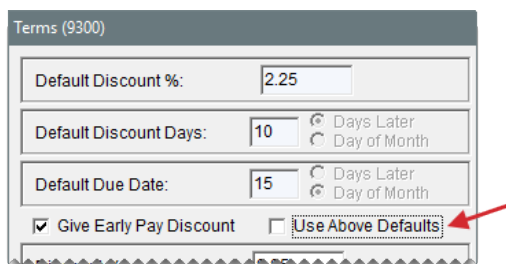 Terms (9300)
Default Discount %: 2.25
Default Discount Days: 10 Days Later
Day of Month
Default Due Date: 15 Days Later
Day of Month
Give Early Pay Discount Use Above Defaults